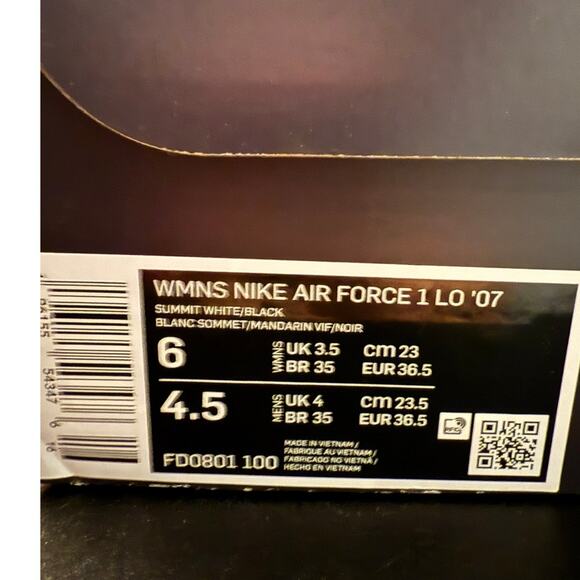 WMNS NIKE AIR FORCE 1 LO '07
SUMMIT WHITE/BLACK
BLANC SOMMET/MANDARIN VIF/NOIR
6 WMNS UK 3.5 cm 23
BR 35 EUR 36.5
4.5 MENS UK 4 cm 23.5
BR 35 EUR 36.5
FD0801 100
MADE IN VIETNAM /
FABRIQUE AU VIETNAM /
FABRICADO NO VIETNÃ /
HECHO EN VIETNAM
RFID
54347